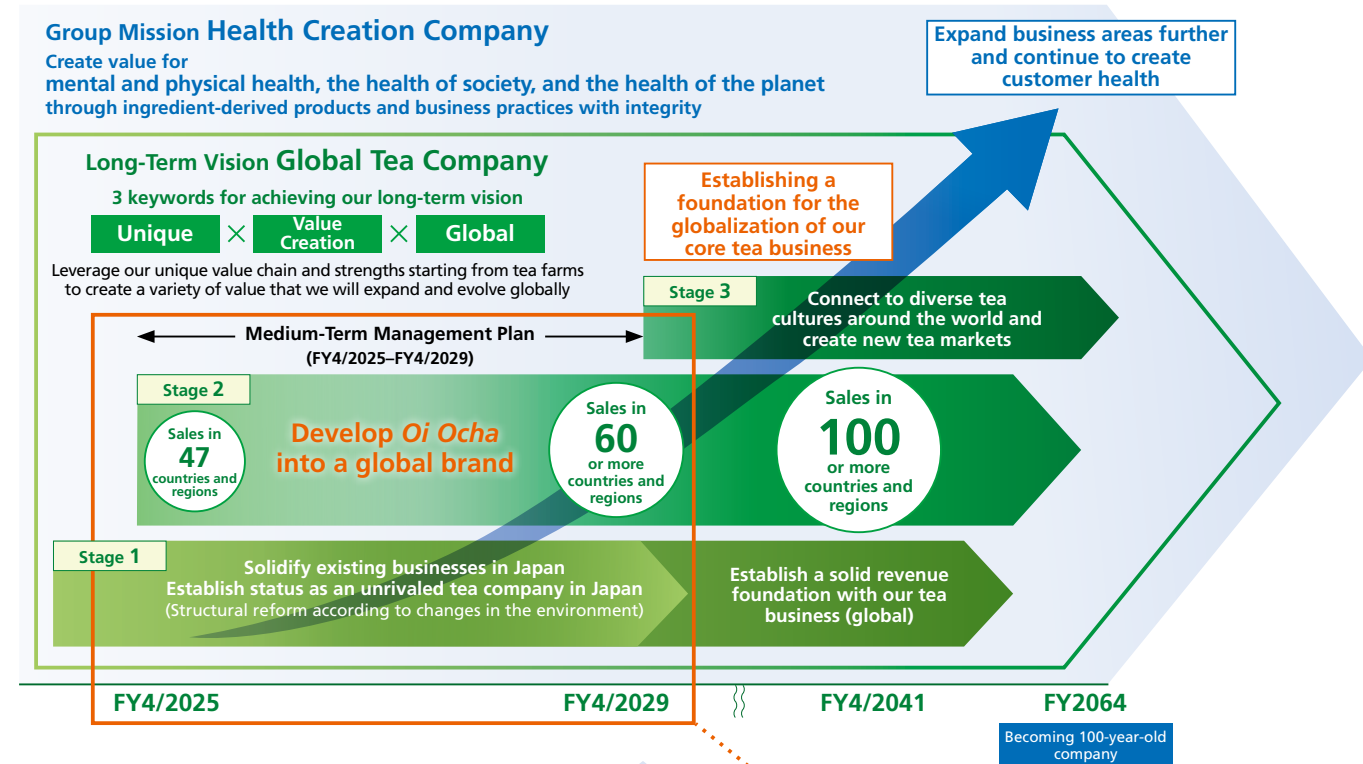 Group Mission Health Creation Company
Create value for
mental and physical health, the health of society, and the health of the planet
through ingredient-derived products and business practices with integrity
Expand business areas further
and continue to create
customer health
Long-Term Vision Global Tea Company
3 keywords for achieving our long-term vision
Unique × Value Creation × Global
Leverage our unique value chain and strengths starting from tea farms
to create a variety of value that we will expand and evolve globally
Establishing a
foundation for the
globalization of our
core tea business
Stage 3
Connect to diverse tea
cultures around the world and
create new tea markets
Medium-Term Management Plan
(FY4/2025–FY4/2029)
Stage 2
Sales in
47
countries and
regions
Develop Oi Ocha
into a global brand
Sales in
60
or more
countries and
regions
Sales in
100
or more
countries and
regions
Stage 1
Solidify existing businesses in Japan
Establish status as an unrivaled tea company in Japan
(Structural reform according to changes in the environment)
Establish a solid revenue
foundation with our tea
business (global)
FY4/2025
FY4/2029
FY4/2041
FY2064
Becoming 100-year-old
company